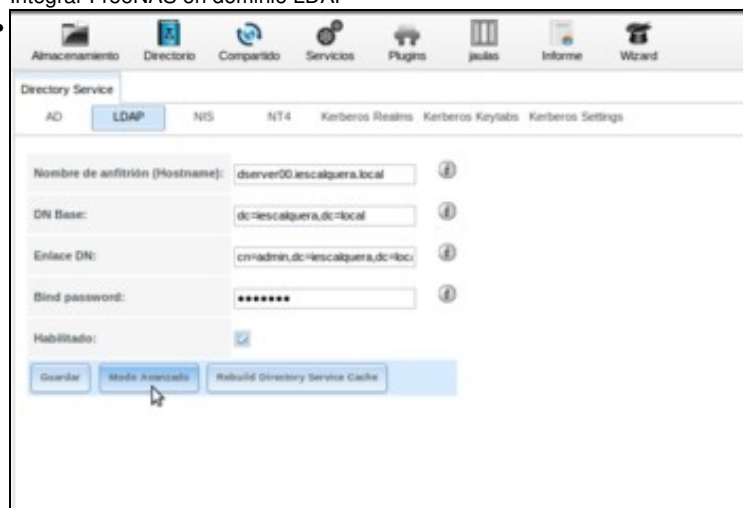 Integrar FreeNAS en dominio LDAP
Almacenamiento Directorio Compartido Servicios Plugins jaulas Informe Wizard
Directory Service
AD LDAP NIS NT4 Kerberos Realms Kerberos Keytabs Kerberos Settings
Nombre de anfitrión (Hostname): dserver00.iescalquera.local
DN Base: dc=iescalquera,dc=local
Enlace DN: cn=admin,dc=iescalquera,dc=loca
Bind password: •••••••
Habilitado:
Guardar Modo Avanzado Rebuild Directory Service Cache